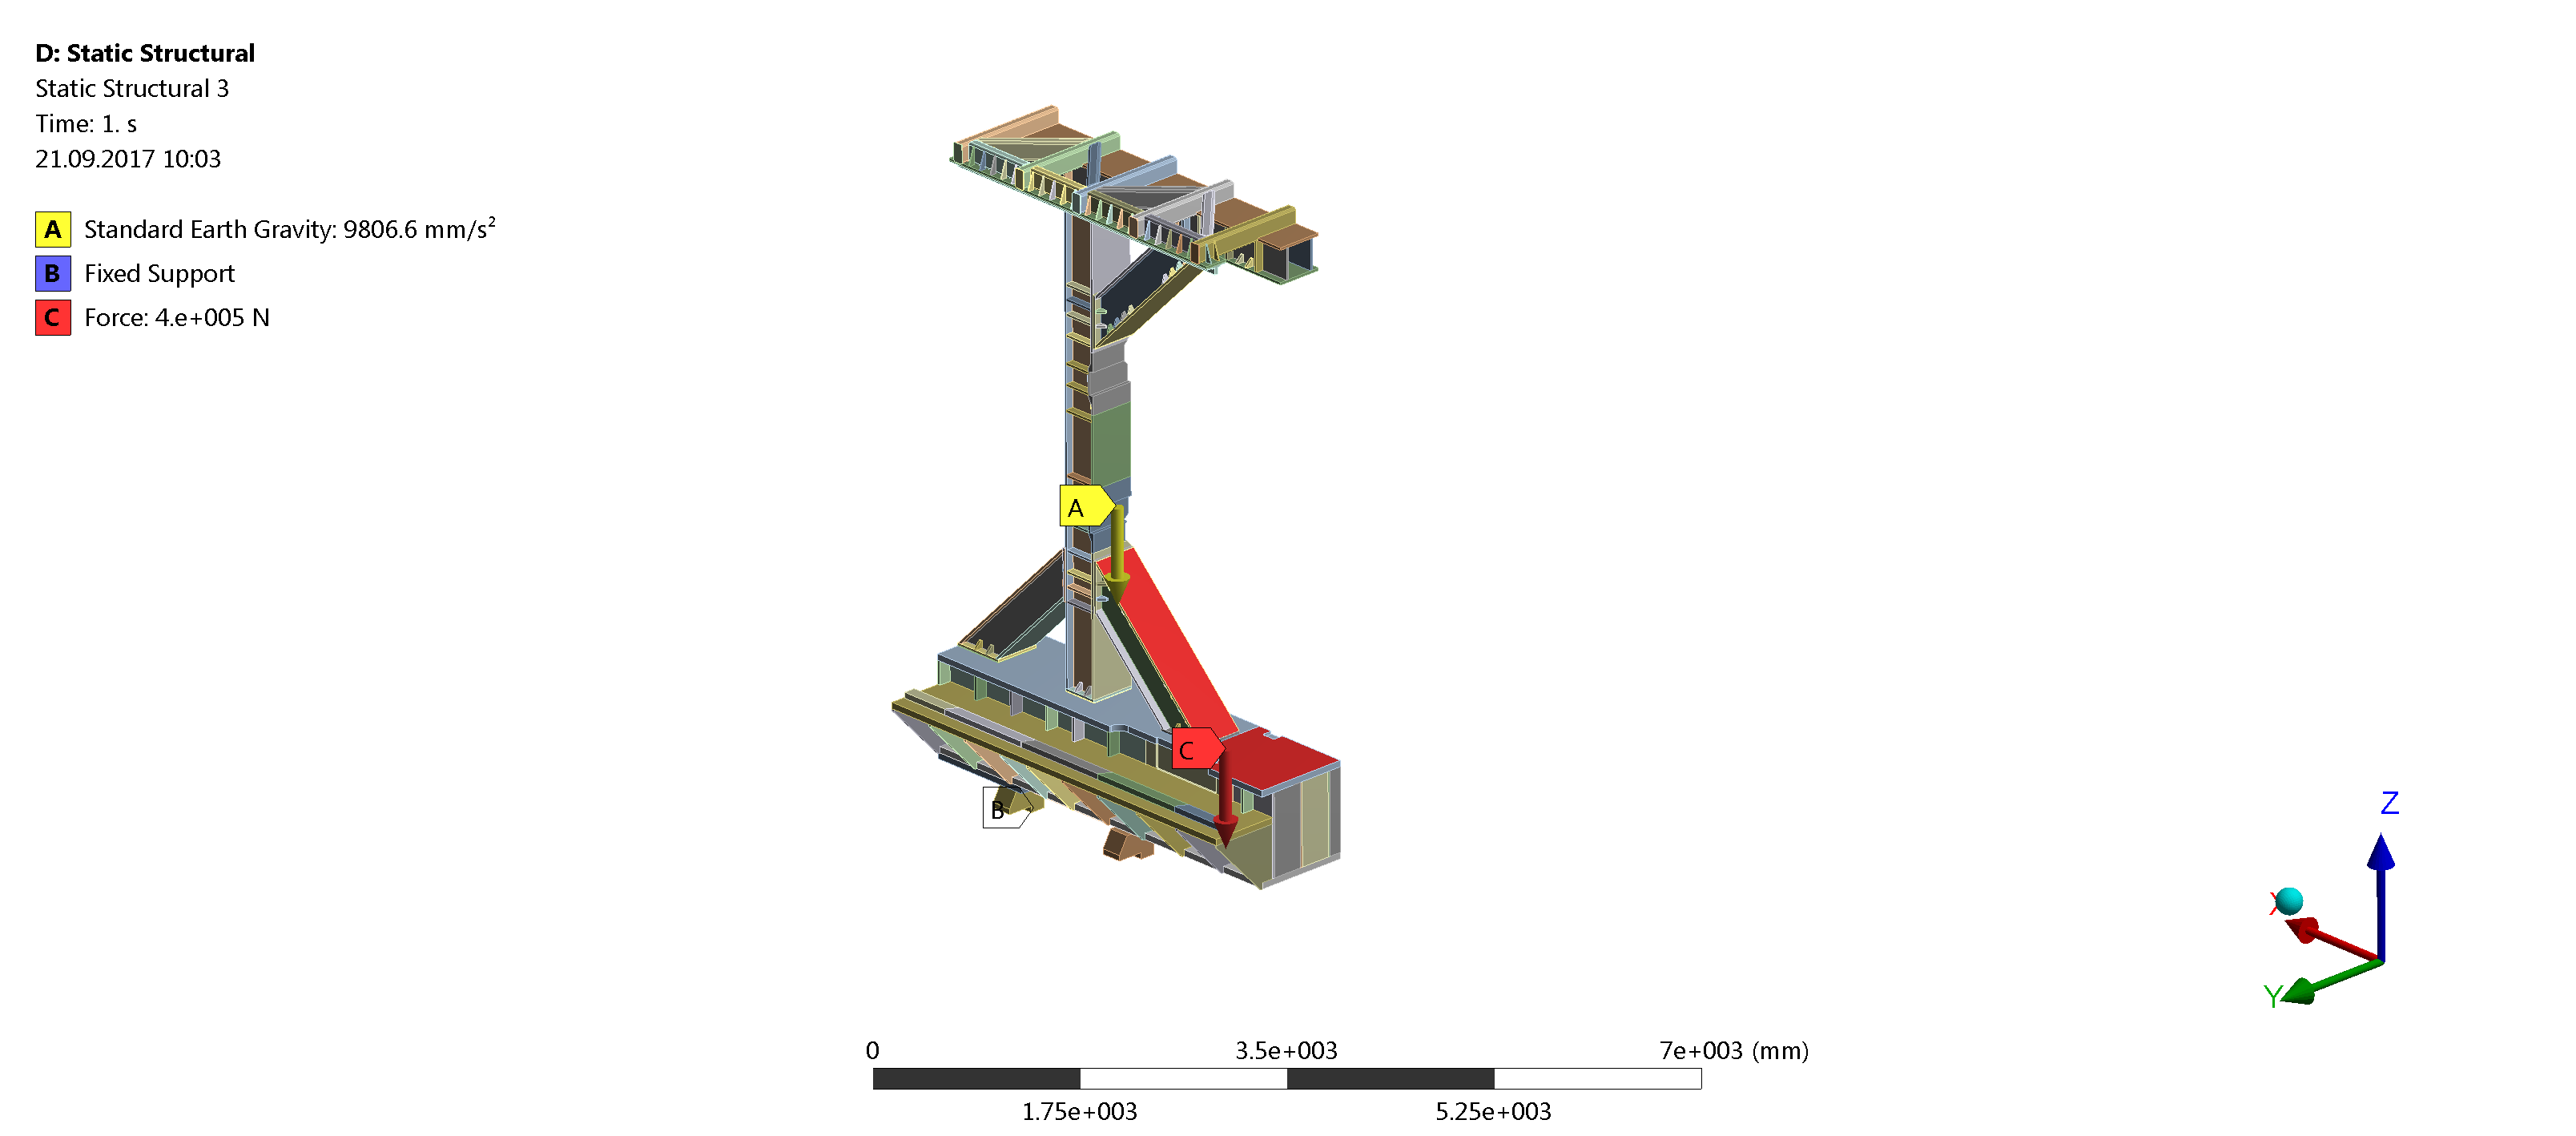 D: Static Structural
Static Structural 3
Time: 1. s
21.09.2017 10:03
A Standard Earth Gravity: 9806.6 mm/s²
B Fixed Support
C Force: 4.e+005 N
A
C
B
Z
X
Y
0 3.5e+003 7e+003 (mm)
1.75e+003 5.25e+003